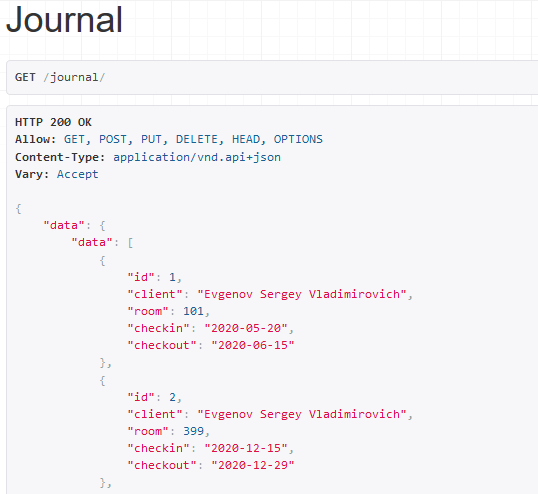 Journal
GET /journal/
HTTP 200 OK
Allow: GET, POST, PUT, DELETE, HEAD, OPTIONS
Content-Type: application/vnd.api+json
Vary: Accept
{
    "data": {
        "data": [
            {
                "id": 1,
                "client": "Evgenov Sergey Vladimirovich",
                "room": 101,
                "checkin": "2020-05-20",
                "checkout": "2020-06-15"
            },
            {
                "id": 2,
                "client": "Evgenov Sergey Vladimirovich",
                "room": 399,
                "checkin": "2020-12-15",
                "checkout": "2020-12-29"
            },